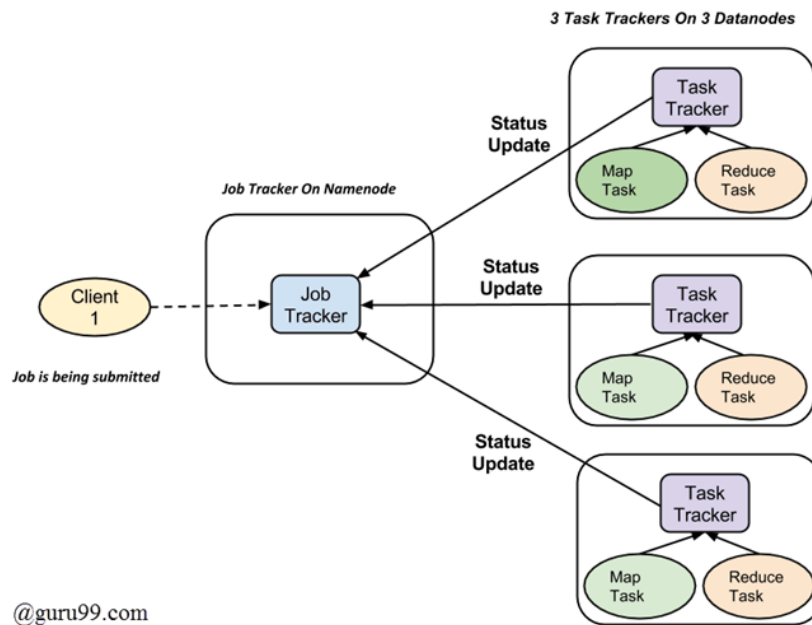 3 Task Trackers On 3 Datanodes
Task
Tracker
Status
Update
Map
Task
Reduce
Task
Job Tracker On Namenode
Client
1
Job
Tracker
Status
Update
Task
Tracker
Map
Task
Reduce
Task
Job is being submitted
Status
Update
Task
Tracker
Map
Task
Reduce
Task
@guru99.com